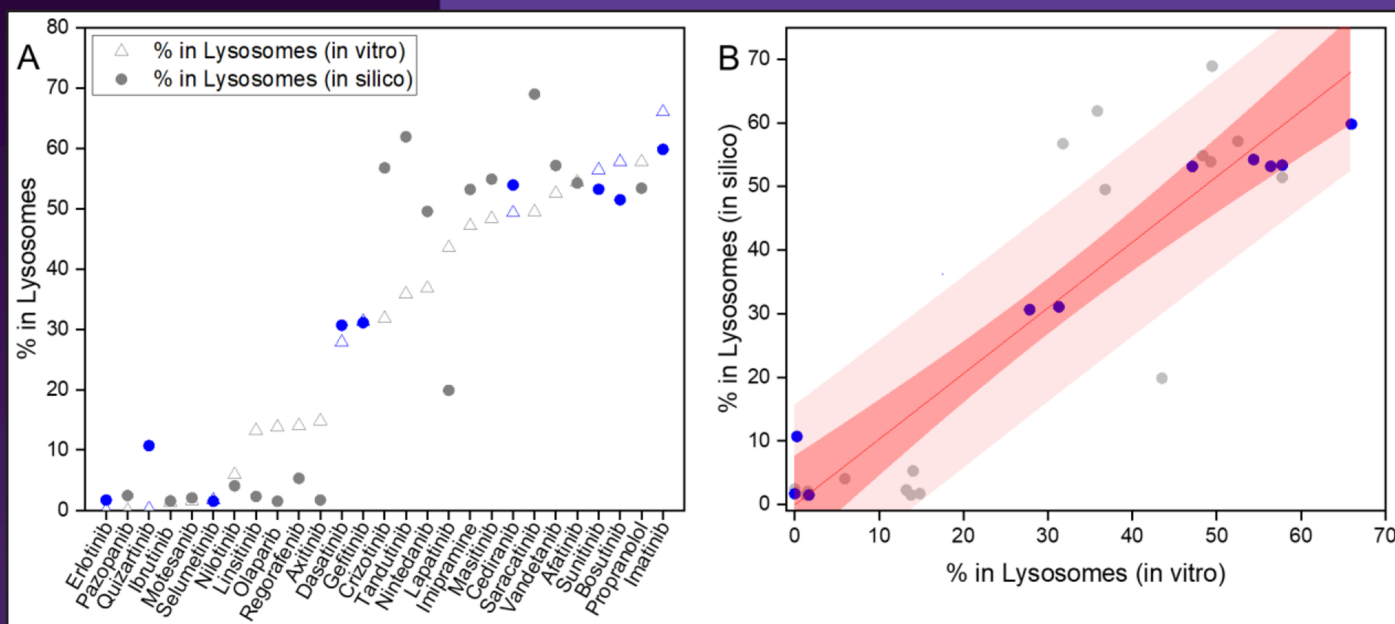 A
% in Lysosomes (in vitro)
% in Lysosomes (in silico)
% in Lysosomes
80
70
60
50
40
30
20
10
0
Erlotinib
Pazopanib
Quizartinib
Ibrutinib
Motesanib
Selumetinib
Nilotinib
Linsitinib
Olaparib
Regorafenib
Axitinib
Dasatinib
Gefitinib
Crizotinib
Tandutinib
Nintedanib
Lapatinib
Imipramine
Masitinib
Cediranib
Saracatinib
Vandetanib
Afatinib
Sunitinib
Bosutinib
Propranolol
Imatinib
B
% in Lysosomes (in silico)
70
60
50
40
30
20
10
0
0 10 20 30 40 50 60 70
% in Lysosomes (in vitro)